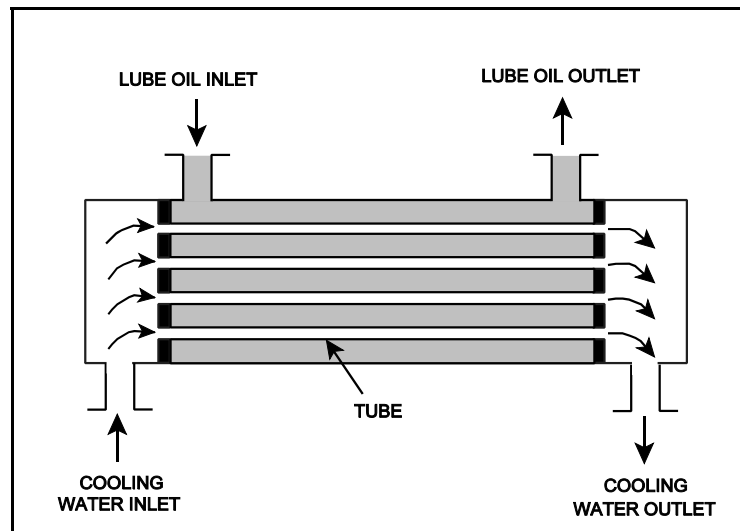 LUBE OIL INLET
LUBE OIL OUTLET
TUBE
COOLING
WATER INLET
COOLING
WATER OUTLET